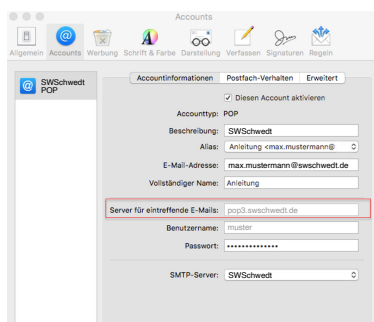 Accounts
Allgemein Accounts Werbung Schrift & Farbe Darstellung Verfassen Signaturen Regeln
SWSchwedt
POP
Accountinformationen Postfach-Verhalten Erweitert
Diesen Account aktivieren
Accounttyp: POP
Beschreibung: SWSchwedt
Alias: Anleitung <max.mustermann@
E-Mail-Adresse: max.mustermann@swschwedt.de
Vollständiger Name: Anleitung
Server für eintreffende E-Mails: pop3.swschwedt.de
Benutzername: muster
Passwort: ••••••••••••••
SMTP-Server: SWSchwedt